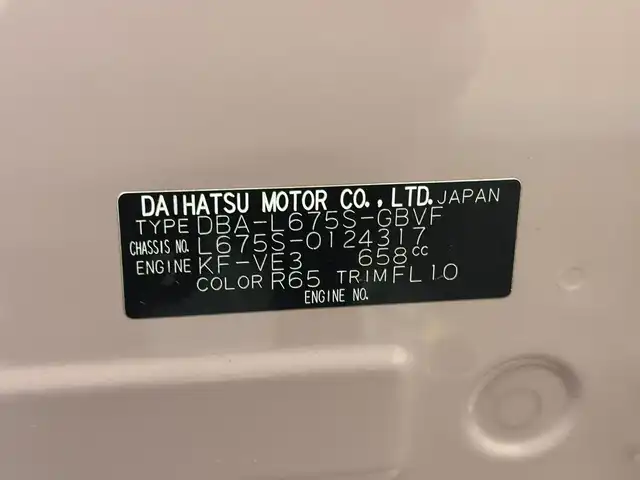 DAIHATSU MOTOR CO.,LTD. JAPAN
TYPE DBA-L675S-GBVF
CHASSIS NO. L675S-0124317
ENGINE KF-VE3 658cc
COLOR R65 TRIM FL10
ENGINE NO.